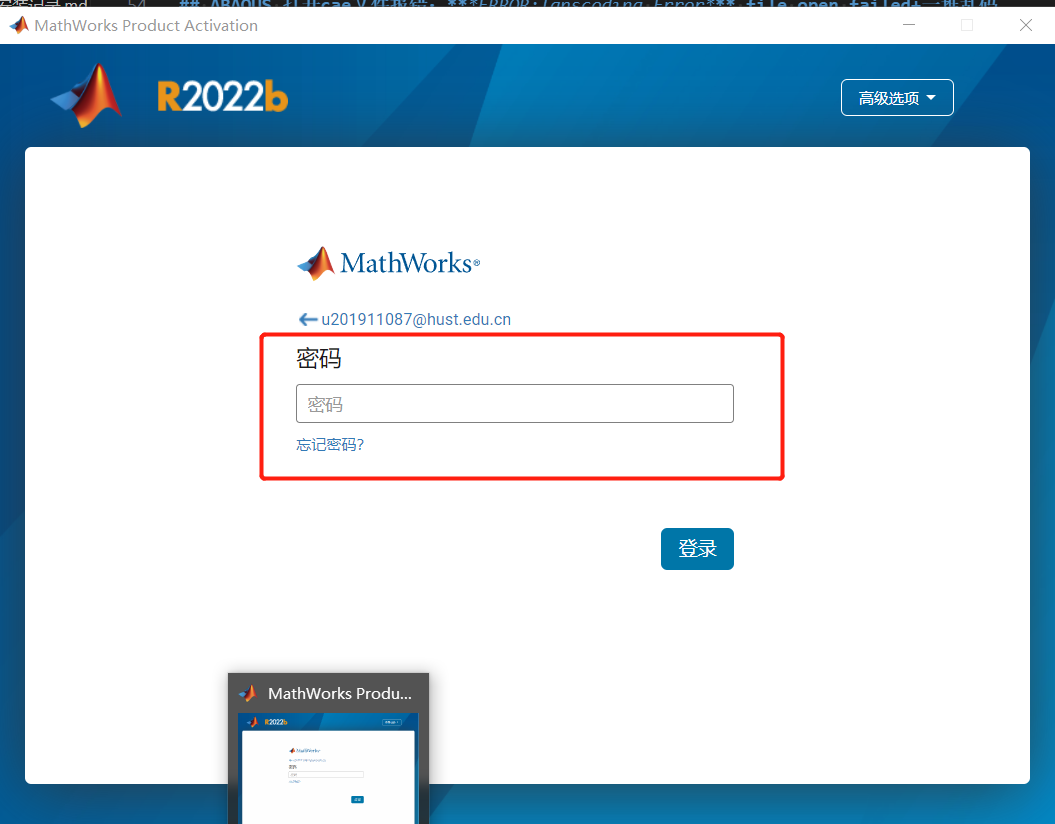 MathWorks Product Activation
R2022b
高级选项
MathWorks®
u201911087@hust.edu.cn
密码
密码
忘记密码?
登录
MathWorks Produ...
R2022b